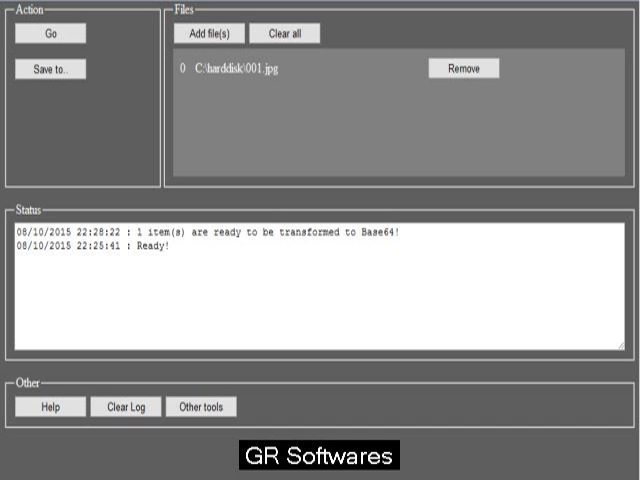 Action
Files
Go
Add file(s)
Clear all
Save to..
0 C:\harddisk\001.jpg
Remove
Status
08/10/2015 22:28:22 : 1 item(s) are ready to be transformed to Base64!
08/10/2015 22:25:41 : Ready!
Other
Help
Clear Log
Other tools
GR Softwares